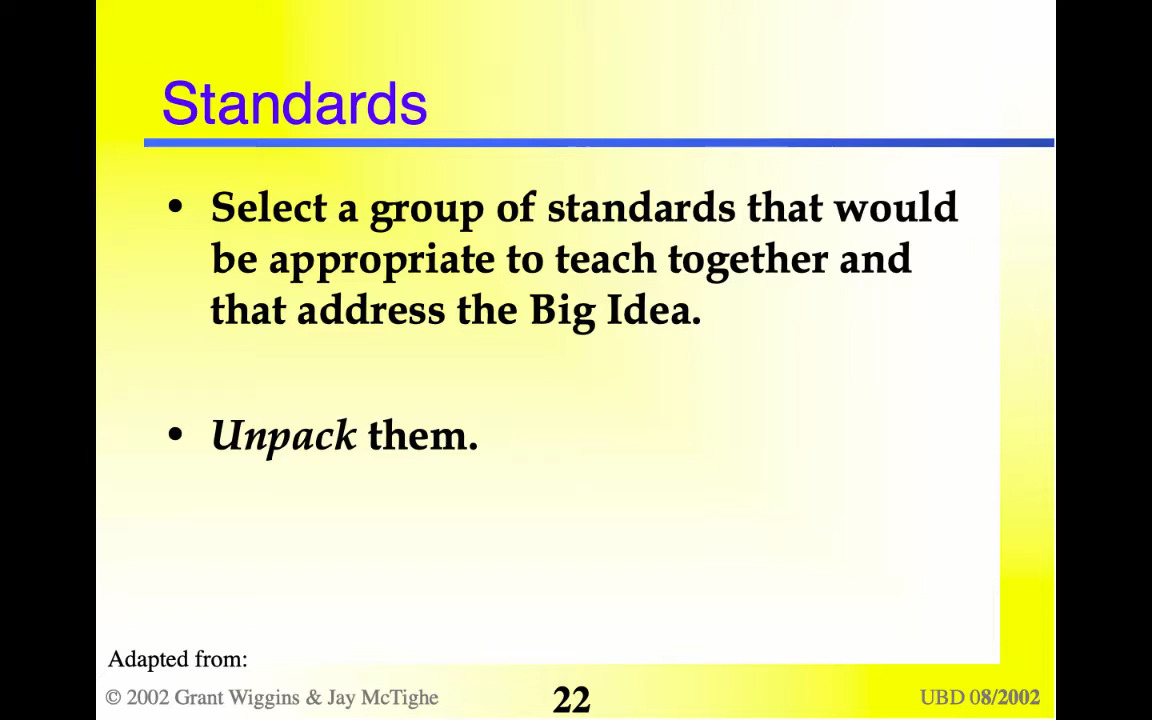 Standards
• Select a group of standards that would
be appropriate to teach together and
that address the Big Idea.
• Unpack them.
Adapted from:
© 2002 Grant Wiggins & Jay McTighe
22
UBD 08/2002